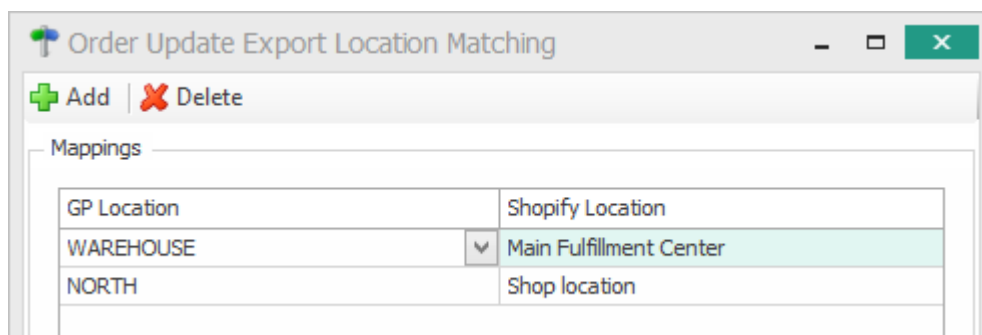 Order Update Export Location Matching
Add Delete
Mappings
GP Location Shopify Location
WAREHOUSE Main Fulfillment Center
NORTH Shop location